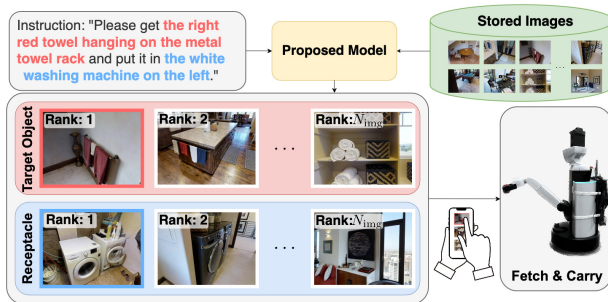 Instruction: "Please get the right
red towel hanging on the metal
towel rack and put it in the white
washing machine on the left."
Proposed Model
Stored Images
...
Target Object
Rank: 1
Rank: 2
...
Rank:N_img
Receptacle
Rank: 1
Rank: 2
...
Rank:N_img
Fetch & Carry